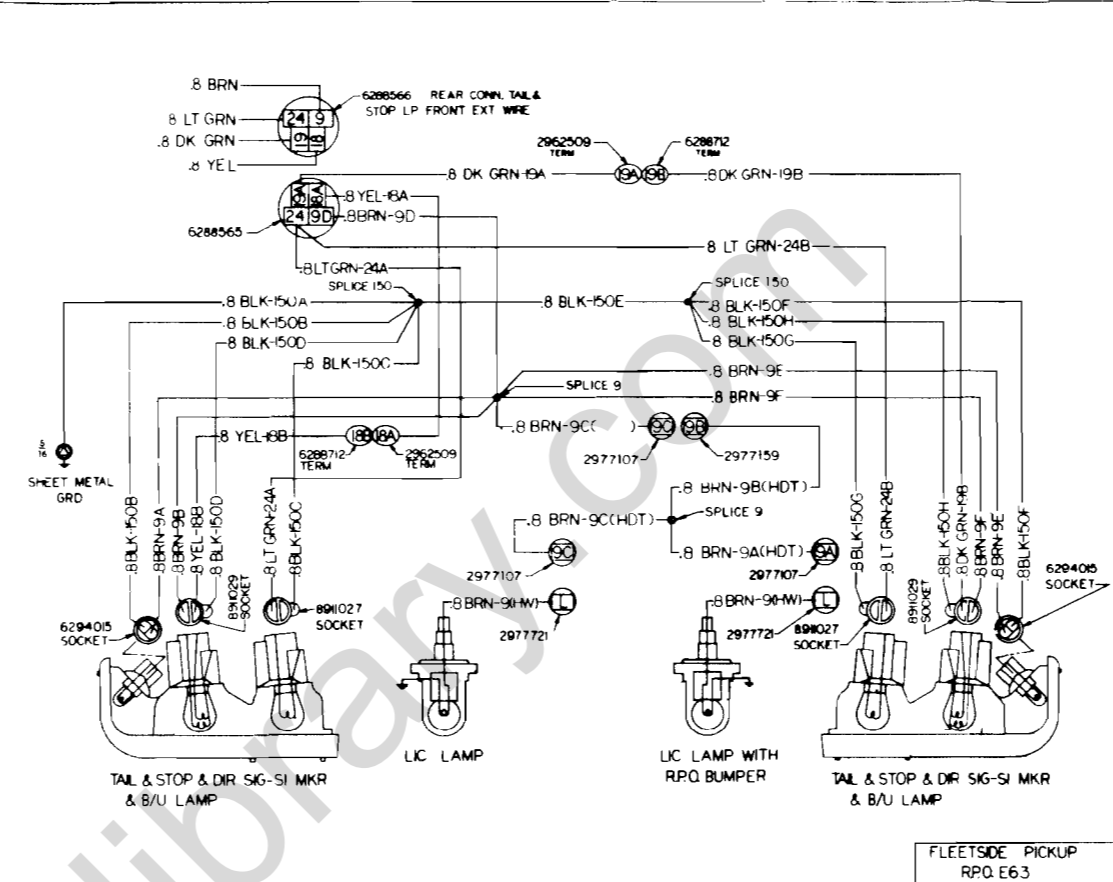 .8 BRN
6288566 REAR CONN. TAIL &
STOP LP FRONT EXT WIRE
.8 LT GRN
24 9
.8 DK GRN
19 18
.8 YEL
2962509
TERM
6288712
TERM
.8 DK GRN 19A
19A 19B
.8 DK GRN-19B
.8 YEL-18A
24 9D
.8 BRN-9D
6288565
8 LT GRN-24B
.8 LT GRN-24A
SPLICE 150
SPLICE 150
.8 BLK-150A
.8 BLK-150E
8 BLK-150F
.8 BLK-150B
.8 BLK-150H
.8 BLK-150D
8 BLK-150G
.8 BLK-150C
.8 BRN-9E
SPLICE 9
.8 BRN-9F
.8 YEL-18B
18B 18A
.8 BRN-9C( )
9C
9B
6288712
TERM
2962509
TERM
2977107
2977159
5
16
SHEET METAL
GRD
.8 BRN-9B(HDT)
SPLICE 9
.8 BRN-9C(HDT)
.8 BRN-9A(HDT)
9A
9C
2977107
2977107
.8 BLK-150B
.8 BRN-9A
.8 BRN-9B
.8 YEL-18B
.8 BLK-150D
.8 LT GRN-24A
.8 BLK-150C
.8 BLK-150G
.8 LT GRN-24B
.8 BLK-150H
.8 DK GRN-19B
.8 BRN-9F
.8 BRN-9E
.8 BLK-150F
6294015
SOCKET
8911029
SOCKET
8911027
SOCKET
.8 BRN-9(HW)
L
2977721
.8 BRN-9(HW)
L
2977721
8911027
SOCKET
8911029
SOCKET
6294015
SOCKET
LIC LAMP
LIC LAMP WITH
R.P.O. BUMPER
TAIL & STOP & DIR SIG-SI MKR
& B/U LAMP
TAIL & STOP & DIR SIG-SI MKR
& B/U LAMP
FLEETSIDE PICKUP
RPO. E63
library.com